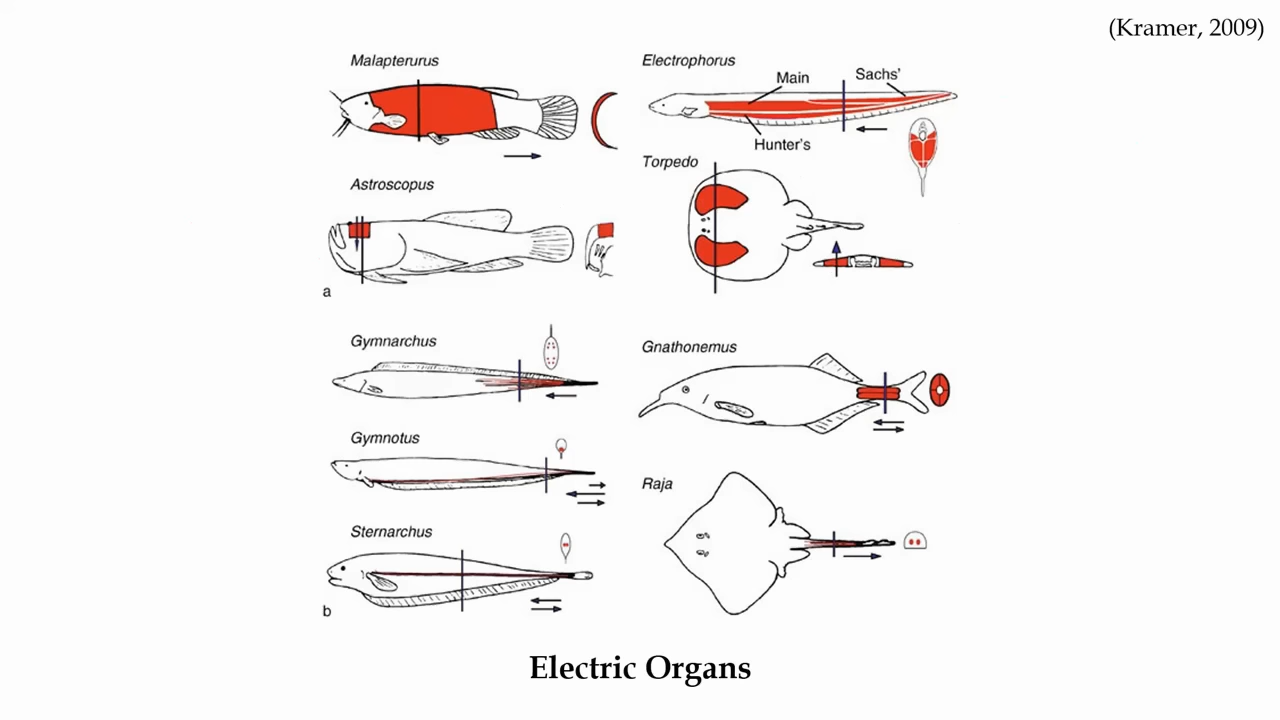 (Kramer, 2009)
Malapterurus
Electrophorus
Main
Sachs'
Hunter's
Astroscopus
Torpedo
a
Gymnarchus
Gnathonemus
Gymnotus
Raja
Sternarchus
b
Electric Organs